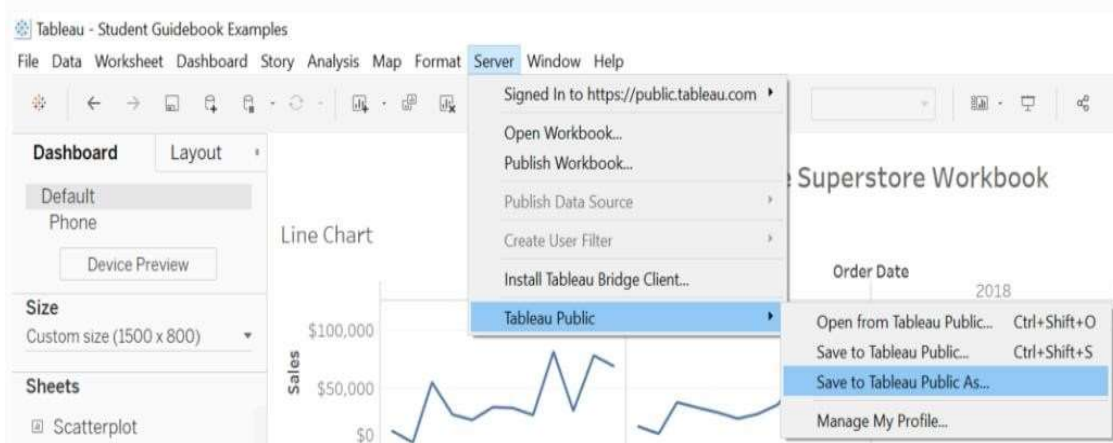 Tableau - Student Guidebook Examples
File Data Worksheet Dashboard Story Analysis Map Format Server Window Help
Signed In to https://public.tableau.com
Open Workbook...
Publish Workbook...
Publish Data Source
Create User Filter
Install Tableau Bridge Client...
Tableau Public
Open from Tableau Public... Ctrl+Shift+O
Save to Tableau Public... Ctrl+Shift+S
Save to Tableau Public As...
Manage My Profile...
Dashboard Layout
Default
Phone
Device Preview
Size
Custom size (1500 x 800)
Sheets
Scatterplot
Superstore Workbook
Line Chart
Order Date
2018
Sales
$100,000
$50,000
$0